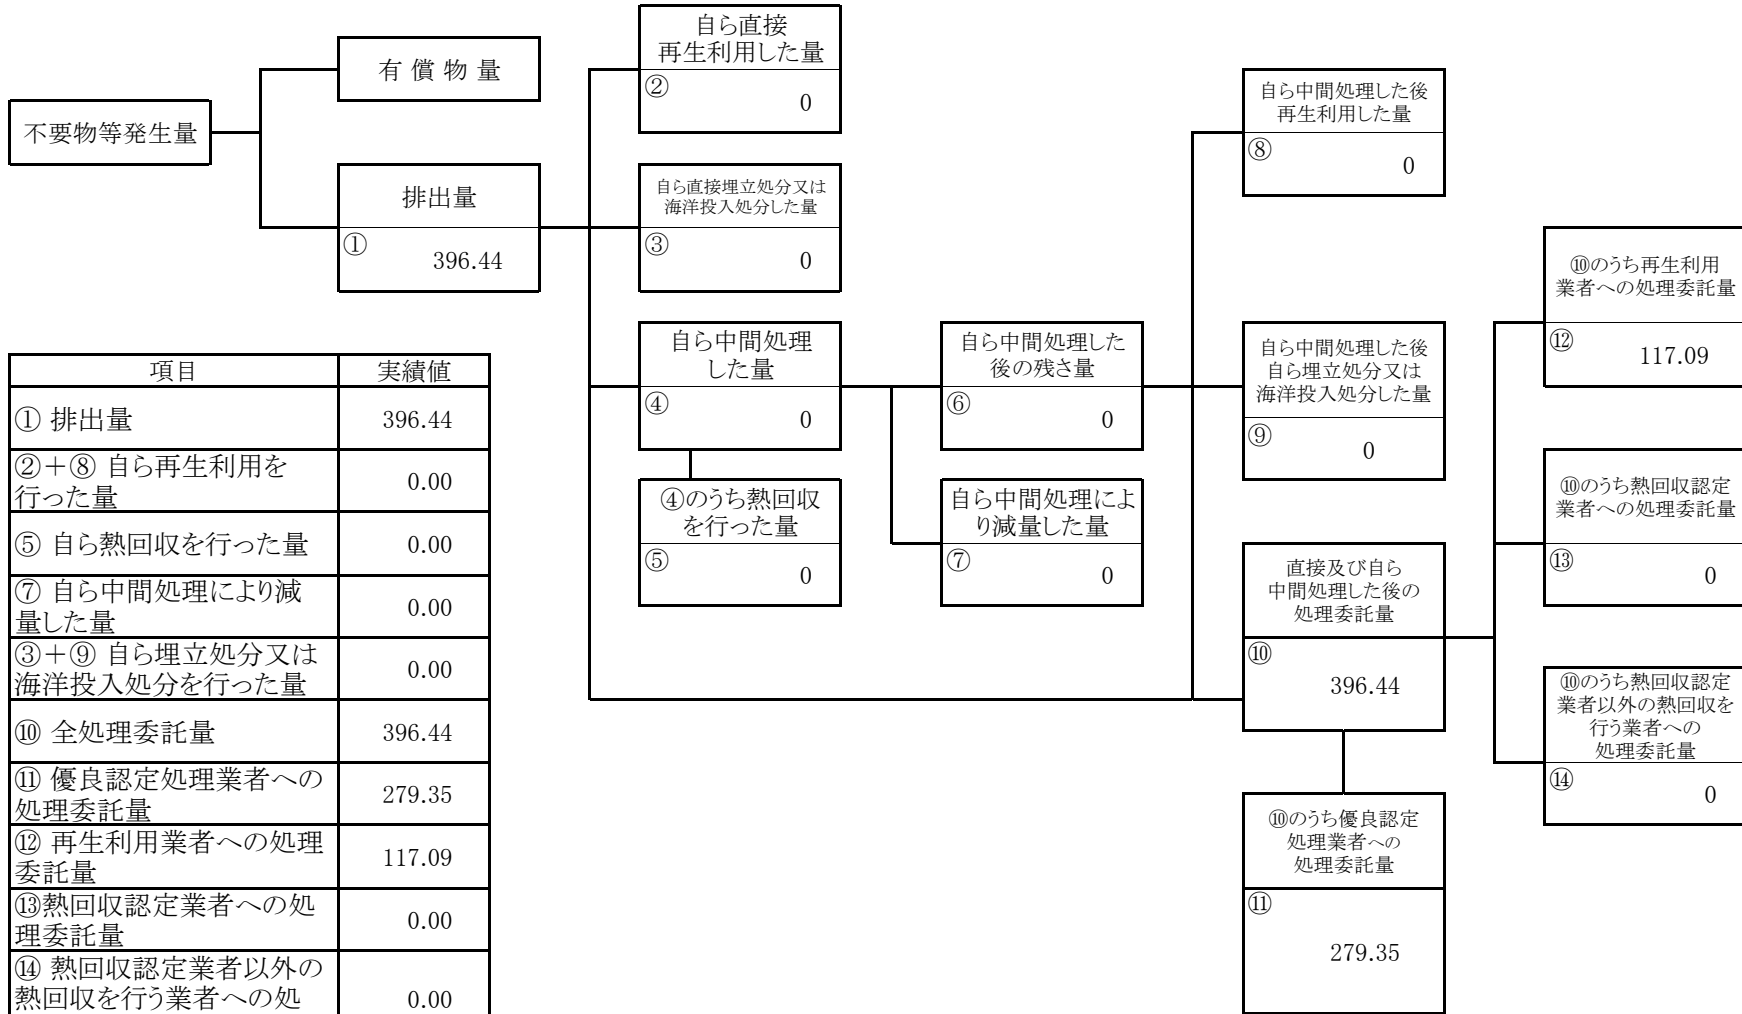 不要物等発生量
有 償 物 量
排出量
①
396.44
自ら直接
再生利用した量
②
0
自ら直接埋立処分又は
海洋投入処分した量
③
0
自ら中間処理
した量
④
0
④のうち熱回収
を行った量
⑤
0
自ら中間処理した
後の残さ量
⑥
0
自ら中間処理によ
り減量した量
⑦
0
自ら中間処理した後
再生利用した量
⑧
0
自ら中間処理した後
自ら埋立処分又は
海洋投入処分した量
⑨
0
直接及び自ら
中間処理した後の
処理委託量
⑩
396.44
⑩のうち優良認定
処理業者への
処理委託量
⑪
279.35
⑩のうち再生利用
業者への処理委託量
⑫
117.09
⑩のうち熱回収認定
業者への処理委託量
⑬
0
⑩のうち熱回収認定
業者以外の熱回収を
行う業者への
処理委託量
⑭
0
項目 実績値
① 排出量 396.44
②＋⑧ 自ら再生利用を
行った量 0.00
⑤ 自ら熱回収を行った量 0.00
⑦ 自ら中間処理により減
量した量 0.00
③＋⑨ 自ら埋立処分又は
海洋投入処分を行った量 0.00
⑩ 全処理委託量 396.44
⑪ 優良認定処理業者への
処理委託量 279.35
⑫ 再生利用業者への処理
委託量 117.09
⑬熱回収認定業者への処
理委託量 0.00
⑭ 熱回収認定業者以外の
熱回収を行う業者への処 0.00